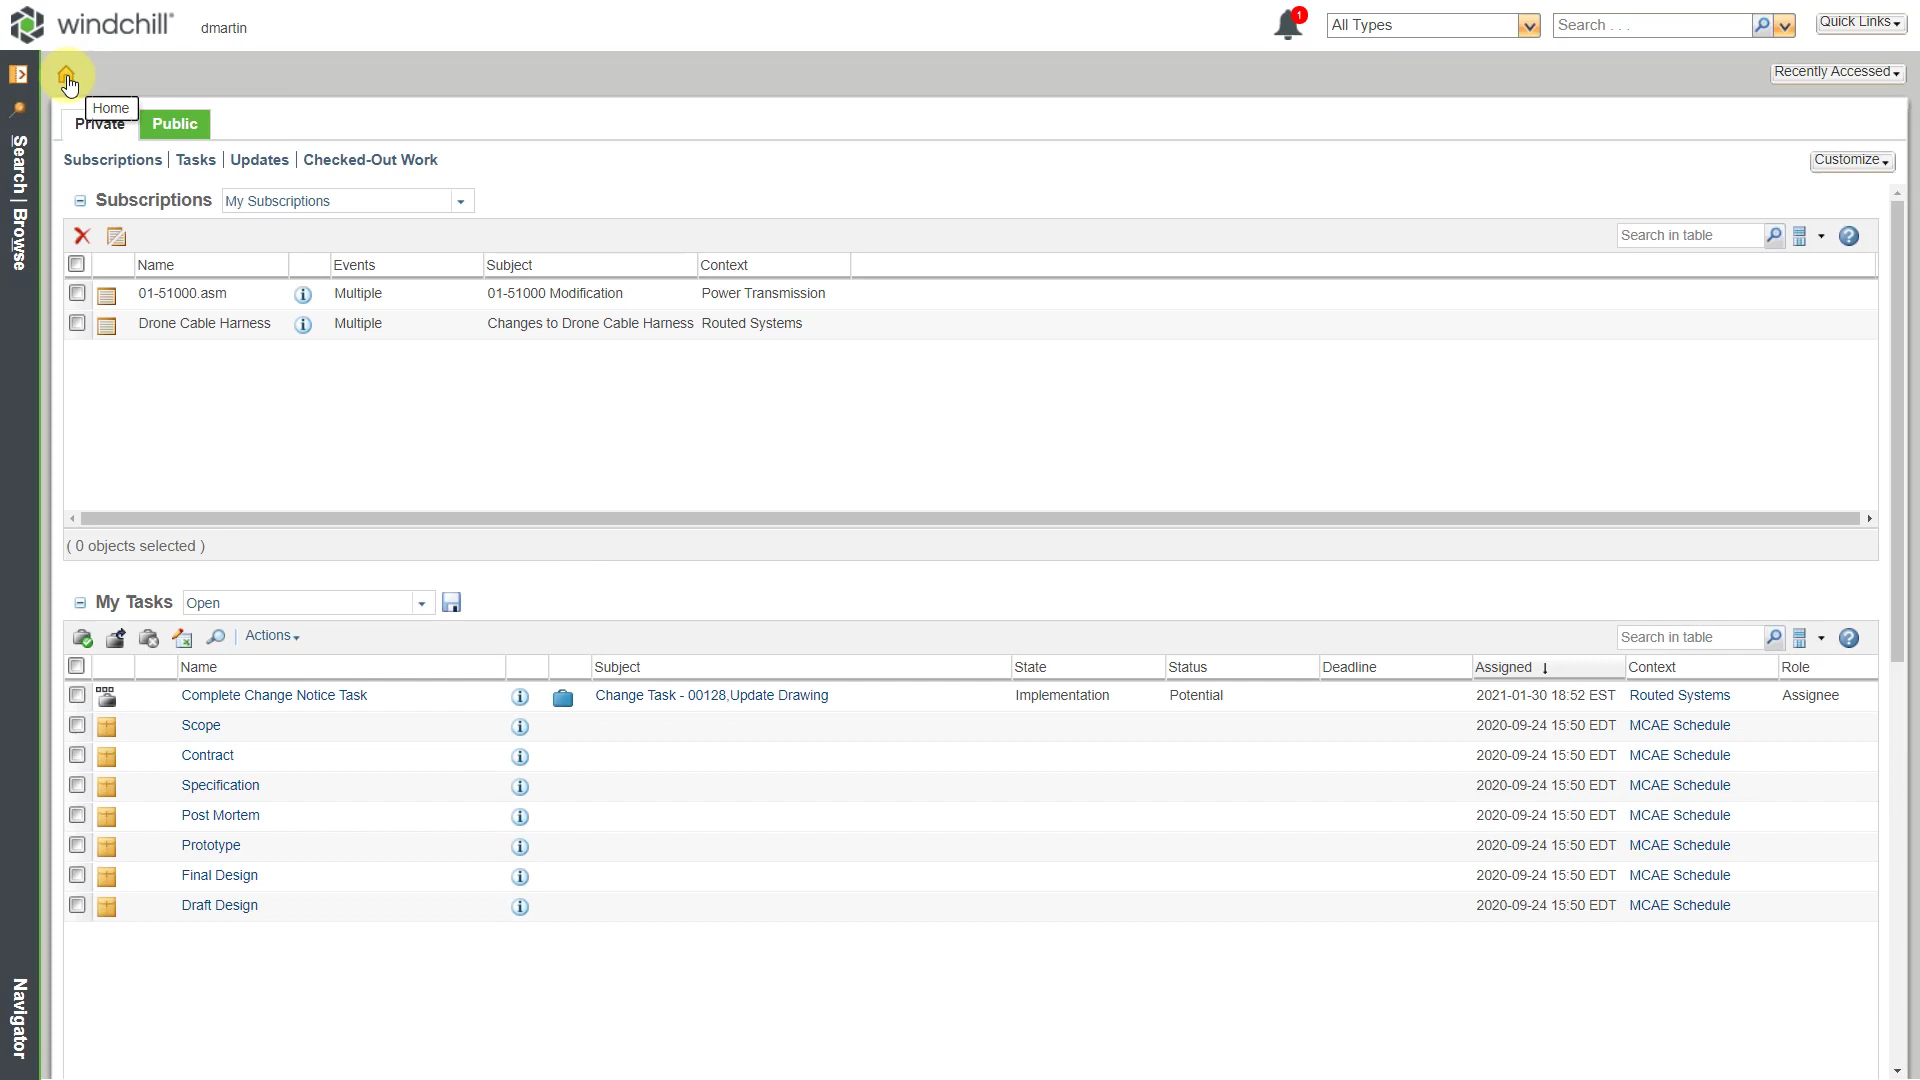 windchill® dmartin 1 All Types Search . . . Quick Links
Home Recently Accessed
Private Public
Subscriptions | Tasks | Updates | Checked-Out Work Customize
Subscriptions My Subscriptions
Search in table
Name Events Subject Context
01-51000.asm Multiple 01-51000 Modification Power Transmission
Drone Cable Harness Multiple Changes to Drone Cable Harness Routed Systems
( 0 objects selected )
My Tasks Open
Actions Search in table
Name Subject State Status Deadline Assigned ↓ Context Role
Complete Change Notice Task Change Task - 00128,Update Drawing Implementation Potential 2021-01-30 18:52 EST Routed Systems Assignee
Scope 2020-09-24 15:50 EDT MCAE Schedule
Contract 2020-09-24 15:50 EDT MCAE Schedule
Specification 2020-09-24 15:50 EDT MCAE Schedule
Post Mortem 2020-09-24 15:50 EDT MCAE Schedule
Prototype 2020-09-24 15:50 EDT MCAE Schedule
Final Design 2020-09-24 15:50 EDT MCAE Schedule
Draft Design 2020-09-24 15:50 EDT MCAE Schedule
Search | Browse
Navigator